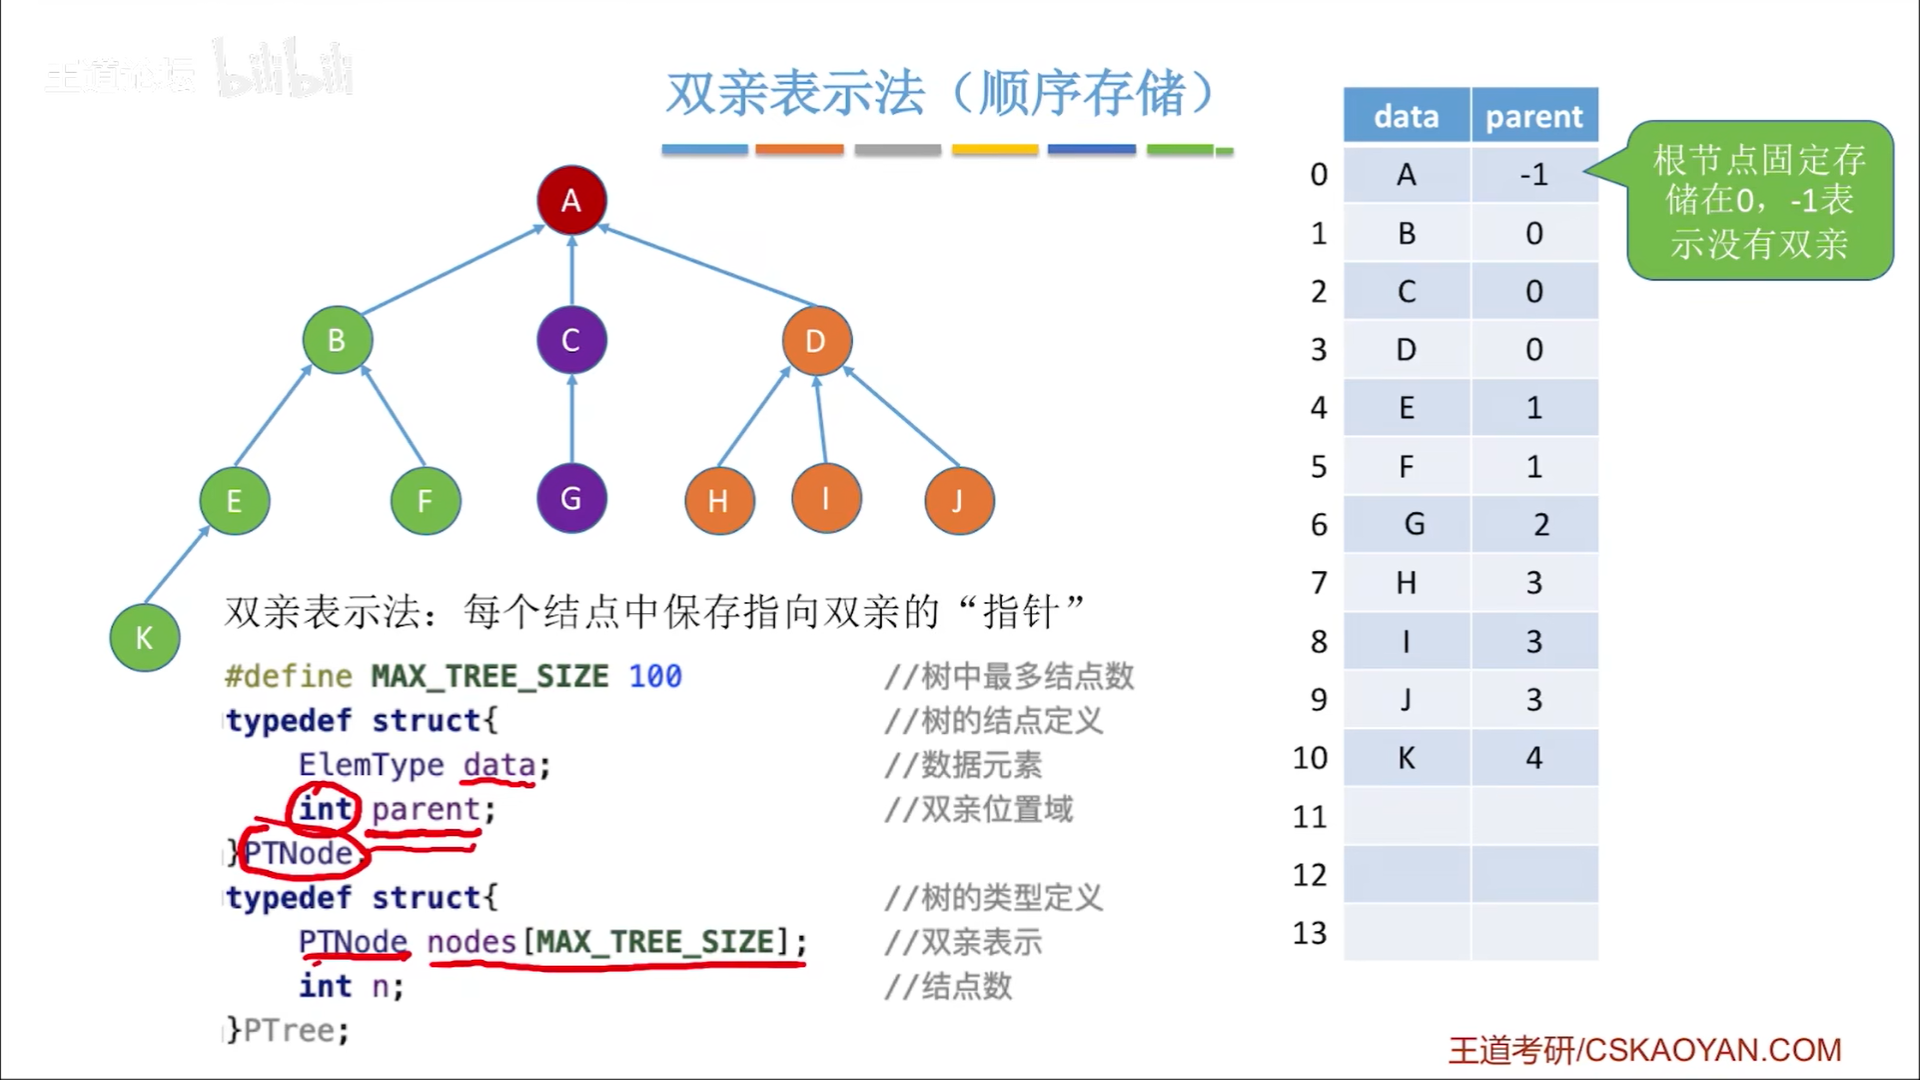 王道论坛 bilibili
双亲表示法（顺序存储）
A
B C D
E F G H I J
K
双亲表示法：每个结点中保存指向双亲的“指针”
#define MAX_TREE_SIZE 100 //树中最多结点数
typedef struct{ //树的结点定义
ElemType data; //数据元素
int parent; //双亲位置域
}PTNode;
typedef struct{ //树的类型定义
PTNode nodes[MAX_TREE_SIZE]; //双亲表示
int n; //结点数
}PTree;
data parent
0 A -1
1 B 0
2 C 0
3 D 0
4 E 1
5 F 1
6 G 2
7 H 3
8 I 3
9 J 3
10 K 4
11
12
13
根节点固定存
储在0，-1表
示没有双亲
王道考研/CSKAOYAN.COM